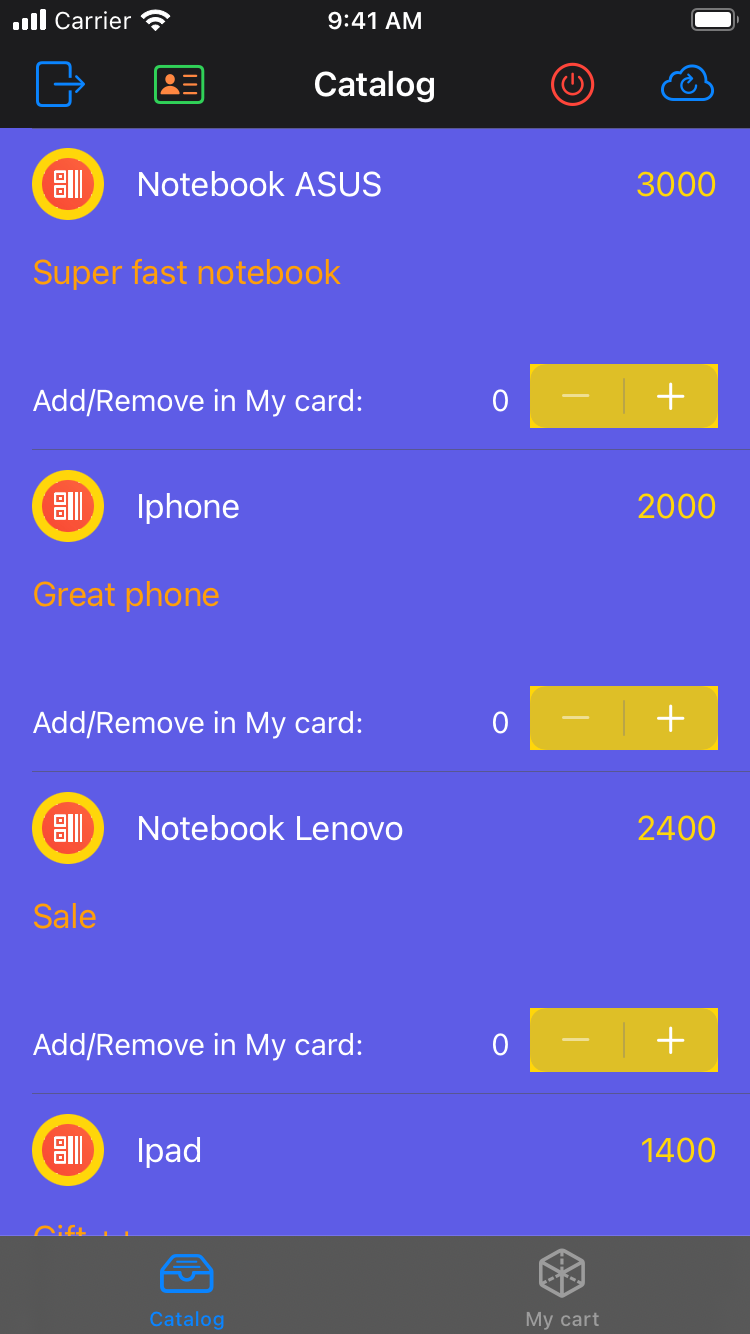 Carrier 9:41 AM
Catalog
Notebook ASUS 3000
Super fast notebook
Add/Remove in My card: 0
Iphone 2000
Great phone
Add/Remove in My card: 0
Notebook Lenovo 2400
Sale
Add/Remove in My card: 0
Ipad 1400
Catalog My cart